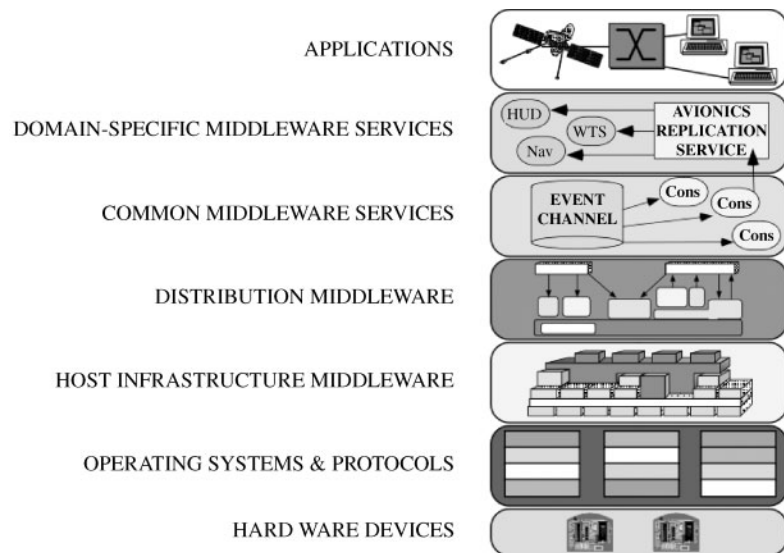 APPLICATIONS
DOMAIN-SPECIFIC MIDDLEWARE SERVICES
HUD
WTS
Nav
AVIONICS
REPLICATION
SERVICE
COMMON MIDDLEWARE SERVICES
EVENT
CHANNEL
Cons
Cons
Cons
DISTRIBUTION MIDDLEWARE
HOST INFRASTRUCTURE MIDDLEWARE
OPERATING SYSTEMS & PROTOCOLS
HARD WARE DEVICES